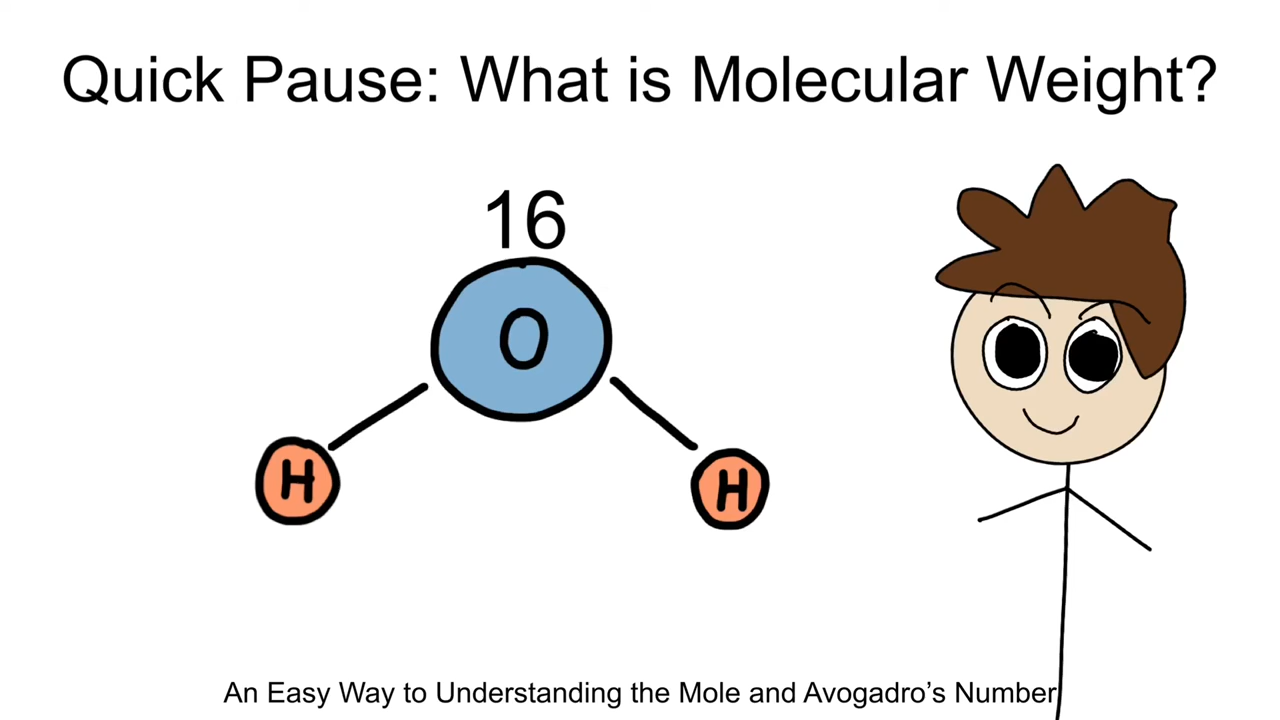 Quick Pause: What is Molecular Weight?
16
O
H
H
An Easy Way to Understanding the Mole and Avogadro's Number